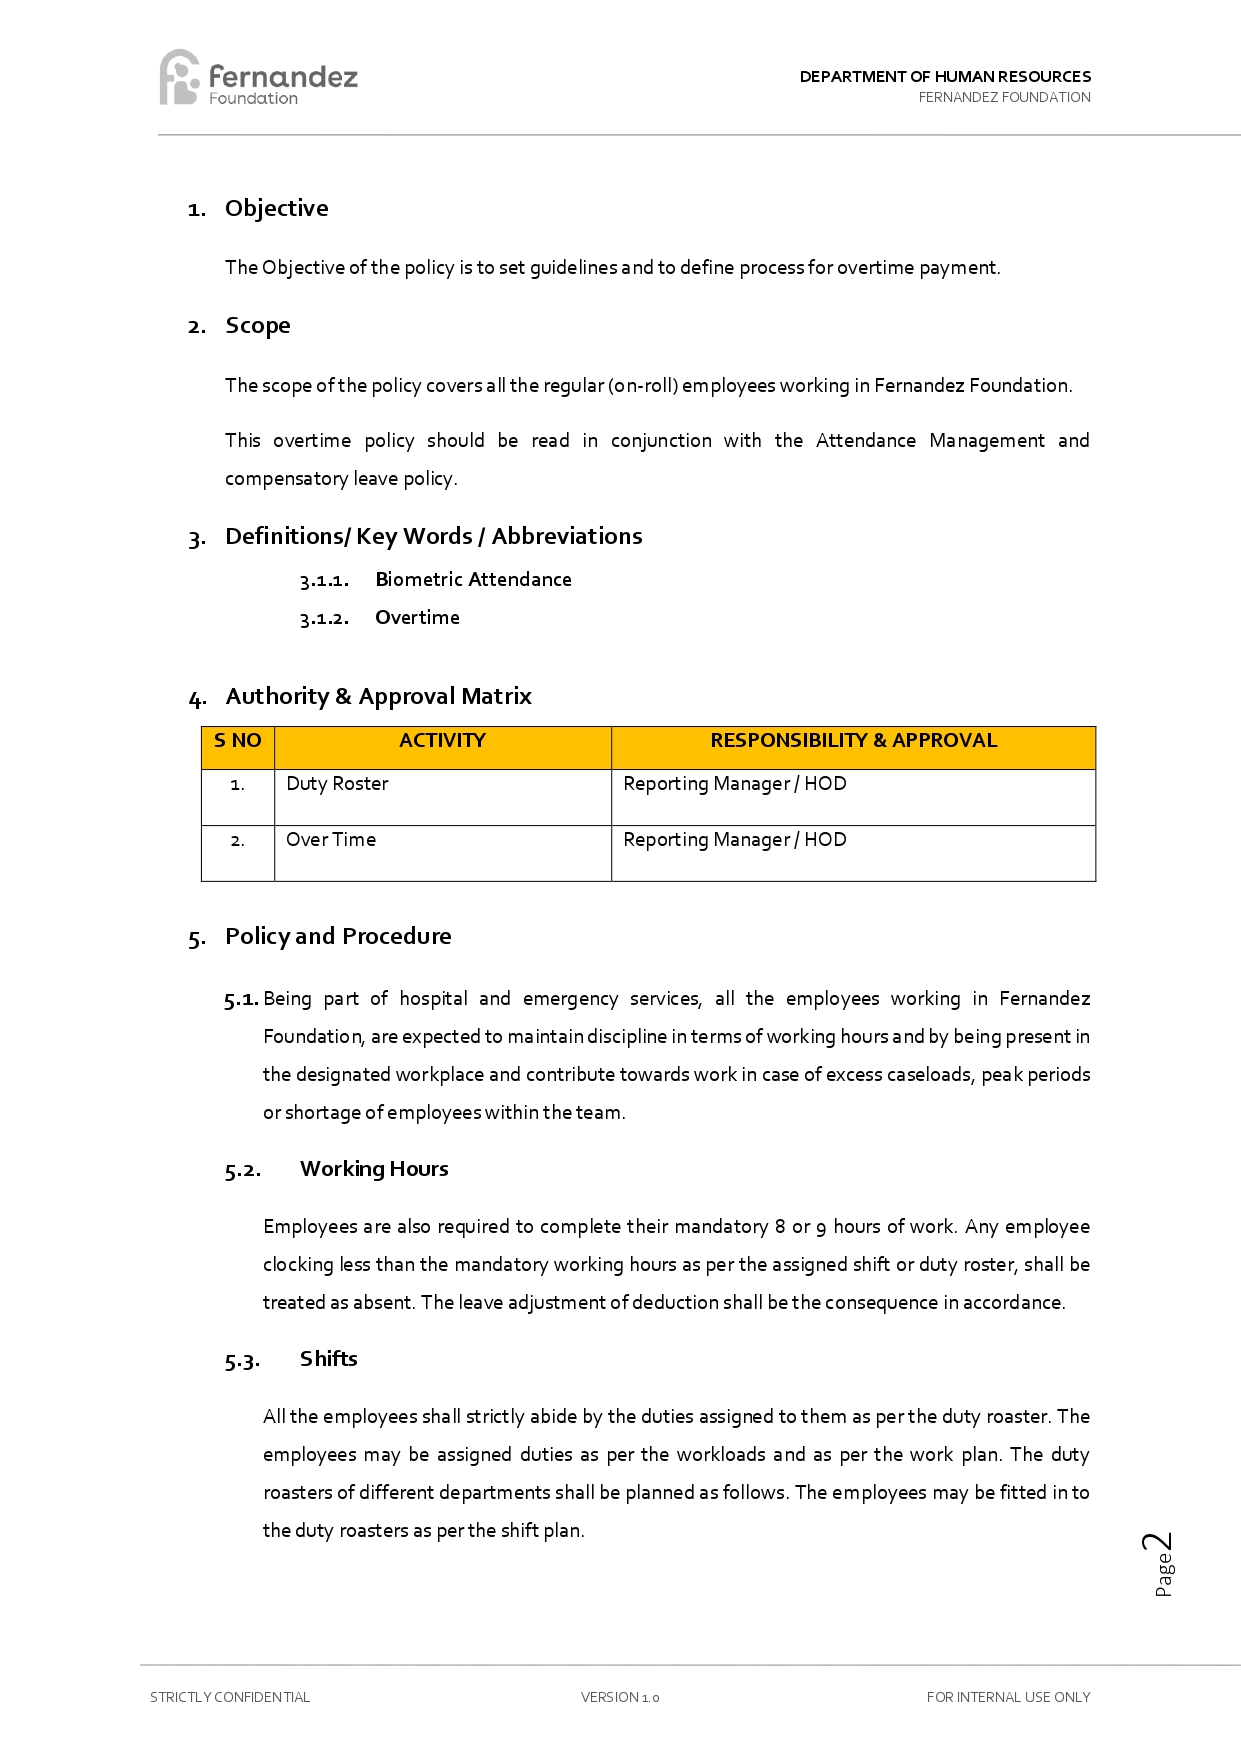 fernandez
Foundation
DEPARTMENT OF HUMAN RESOURCES
FERNANDEZ FOUNDATION
1. Objective
The Objective of the policy is to set guidelines and to define process for overtime payment.
2. Scope
The scope of the policy covers all the regular (on-roll) employees working in Fernandez Foundation.
This overtime policy should be read in conjunction with the Attendance Management and
compensatory leave policy.
3. Definitions/ Key Words / Abbreviations
3.1.1. Biometric Attendance
3.1.2. Overtime
4. Authority & Approval Matrix
S NO ACTIVITY RESPONSIBILITY & APPROVAL
1. Duty Roster Reporting Manager / HOD
2. Over Time Reporting Manager / HOD
5. Policy and Procedure
5.1. Being part of hospital and emergency services, all the employees working in Fernandez
Foundation, are expected to maintain discipline in terms of working hours and by being present in
the designated workplace and contribute towards work in case of excess caseloads, peak periods
or shortage of employees within the team.
5.2. Working Hours
Employees are also required to complete their mandatory 8 or 9 hours of work. Any employee
clocking less than the mandatory working hours as per the assigned shift or duty roster, shall be
treated as absent. The leave adjustment of deduction shall be the consequence in accordance.
5.3. Shifts
All the employees shall strictly abide by the duties assigned to them as per the duty roaster. The
employees may be assigned duties as per the workloads and as per the work plan. The duty
roasters of different departments shall be planned as follows. The employees may be fitted in to
the duty roasters as per the shift plan.
Page2
STRICTLY CONFIDENTIAL VERSION 1.0 FOR INTERNAL USE ONLY